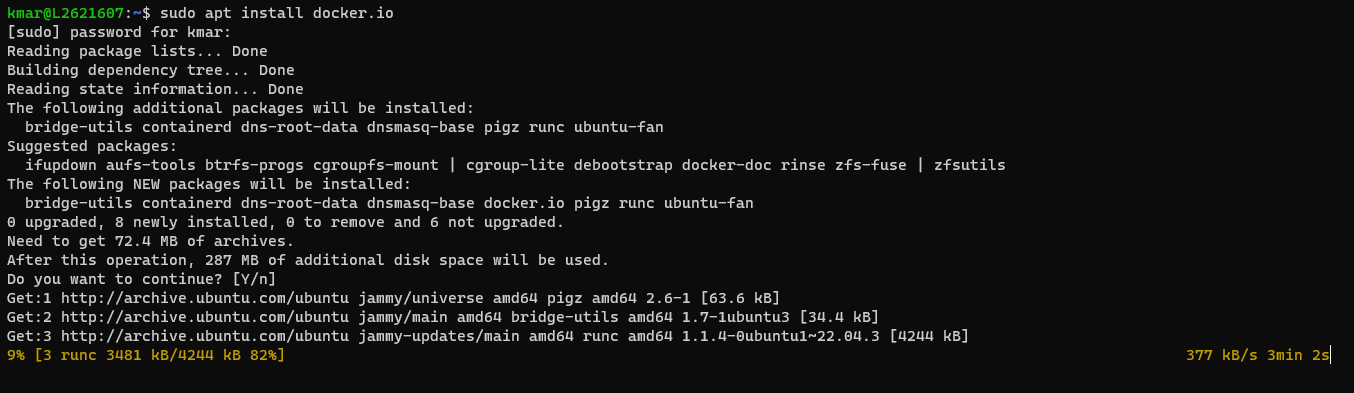 kmar@L2621607:~$ sudo apt install docker.io
[sudo] password for kmar:
Reading package lists... Done
Building dependency tree... Done
Reading state information... Done
The following additional packages will be installed:
  bridge-utils containerd dns-root-data dnsmasq-base pigz runc ubuntu-fan
Suggested packages:
  ifupdown aufs-tools btrfs-progs cgroupfs-mount | cgroup-lite debootstrap docker-doc rinse zfs-fuse | zfsutils
The following NEW packages will be installed:
  bridge-utils containerd dns-root-data dnsmasq-base docker.io pigz runc ubuntu-fan
0 upgraded, 8 newly installed, 0 to remove and 6 not upgraded.
Need to get 72.4 MB of archives.
After this operation, 287 MB of additional disk space will be used.
Do you want to continue? [Y/n]
Get:1 http://archive.ubuntu.com/ubuntu jammy/universe amd64 pigz amd64 2.6-1 [63.6 kB]
Get:2 http://archive.ubuntu.com/ubuntu jammy/main amd64 bridge-utils amd64 1.7-1ubuntu3 [34.4 kB]
Get:3 http://archive.ubuntu.com/ubuntu jammy-updates/main amd64 runc amd64 1.1.4-0ubuntu1~22.04.3 [4244 kB]
9% [3 runc 3481 kB/4244 kB 82%] 377 kB/s 3min 2s